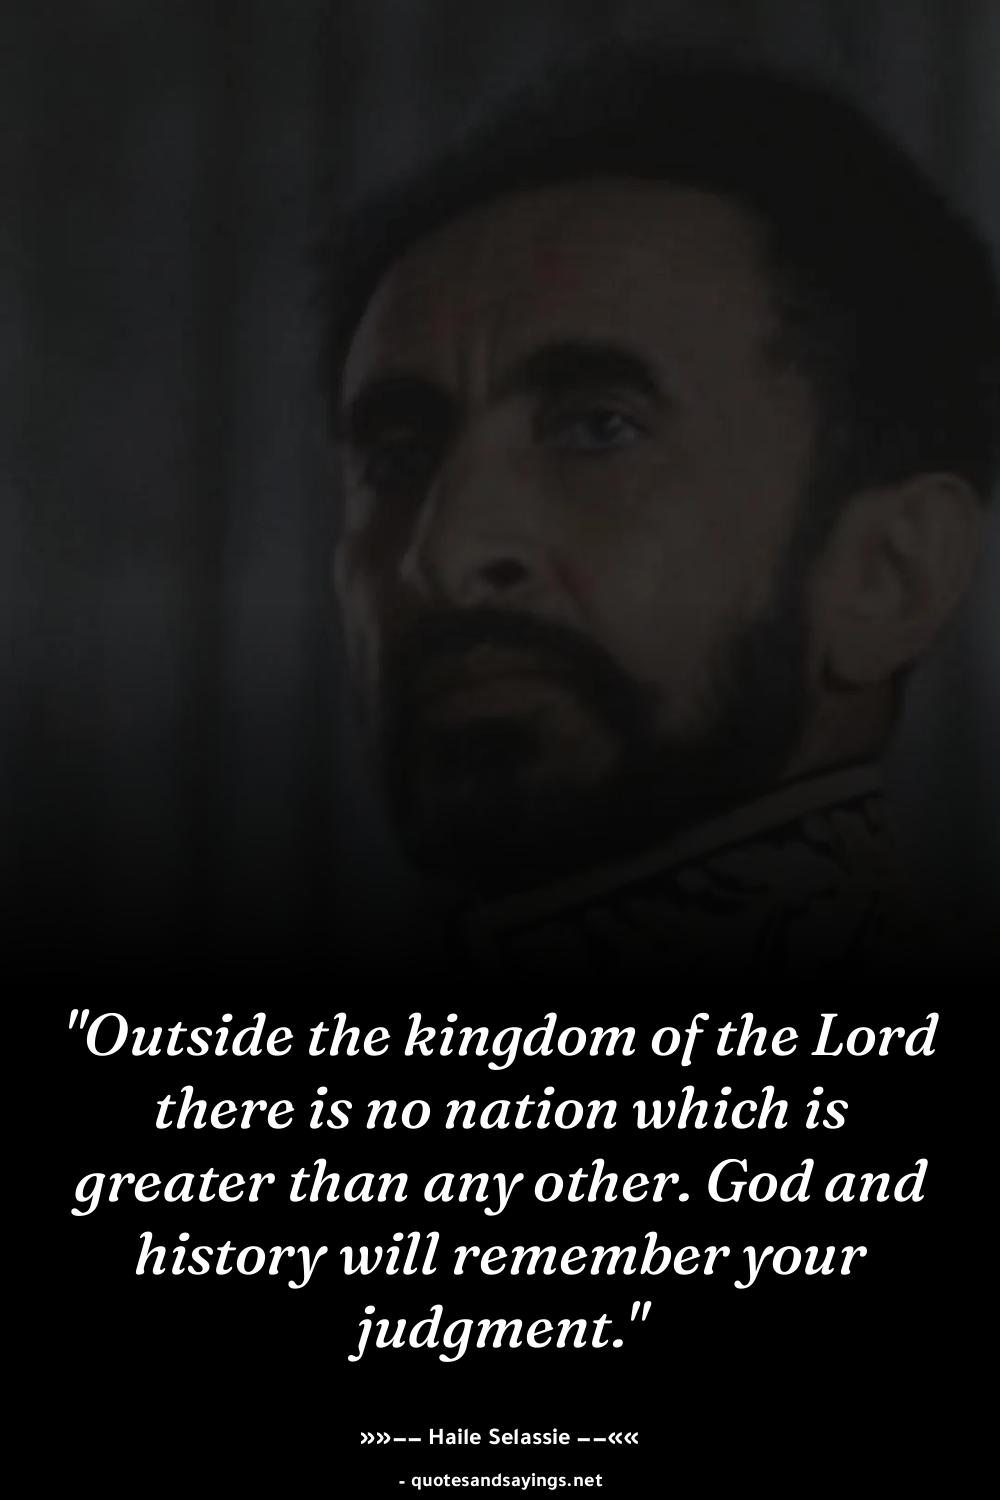 "Outside the kingdom of the Lord
there is no nation which is
greater than any other. God and
history will remember your
judgment."
»»–– Haile Selassie ––««
- quotesandsayings.net